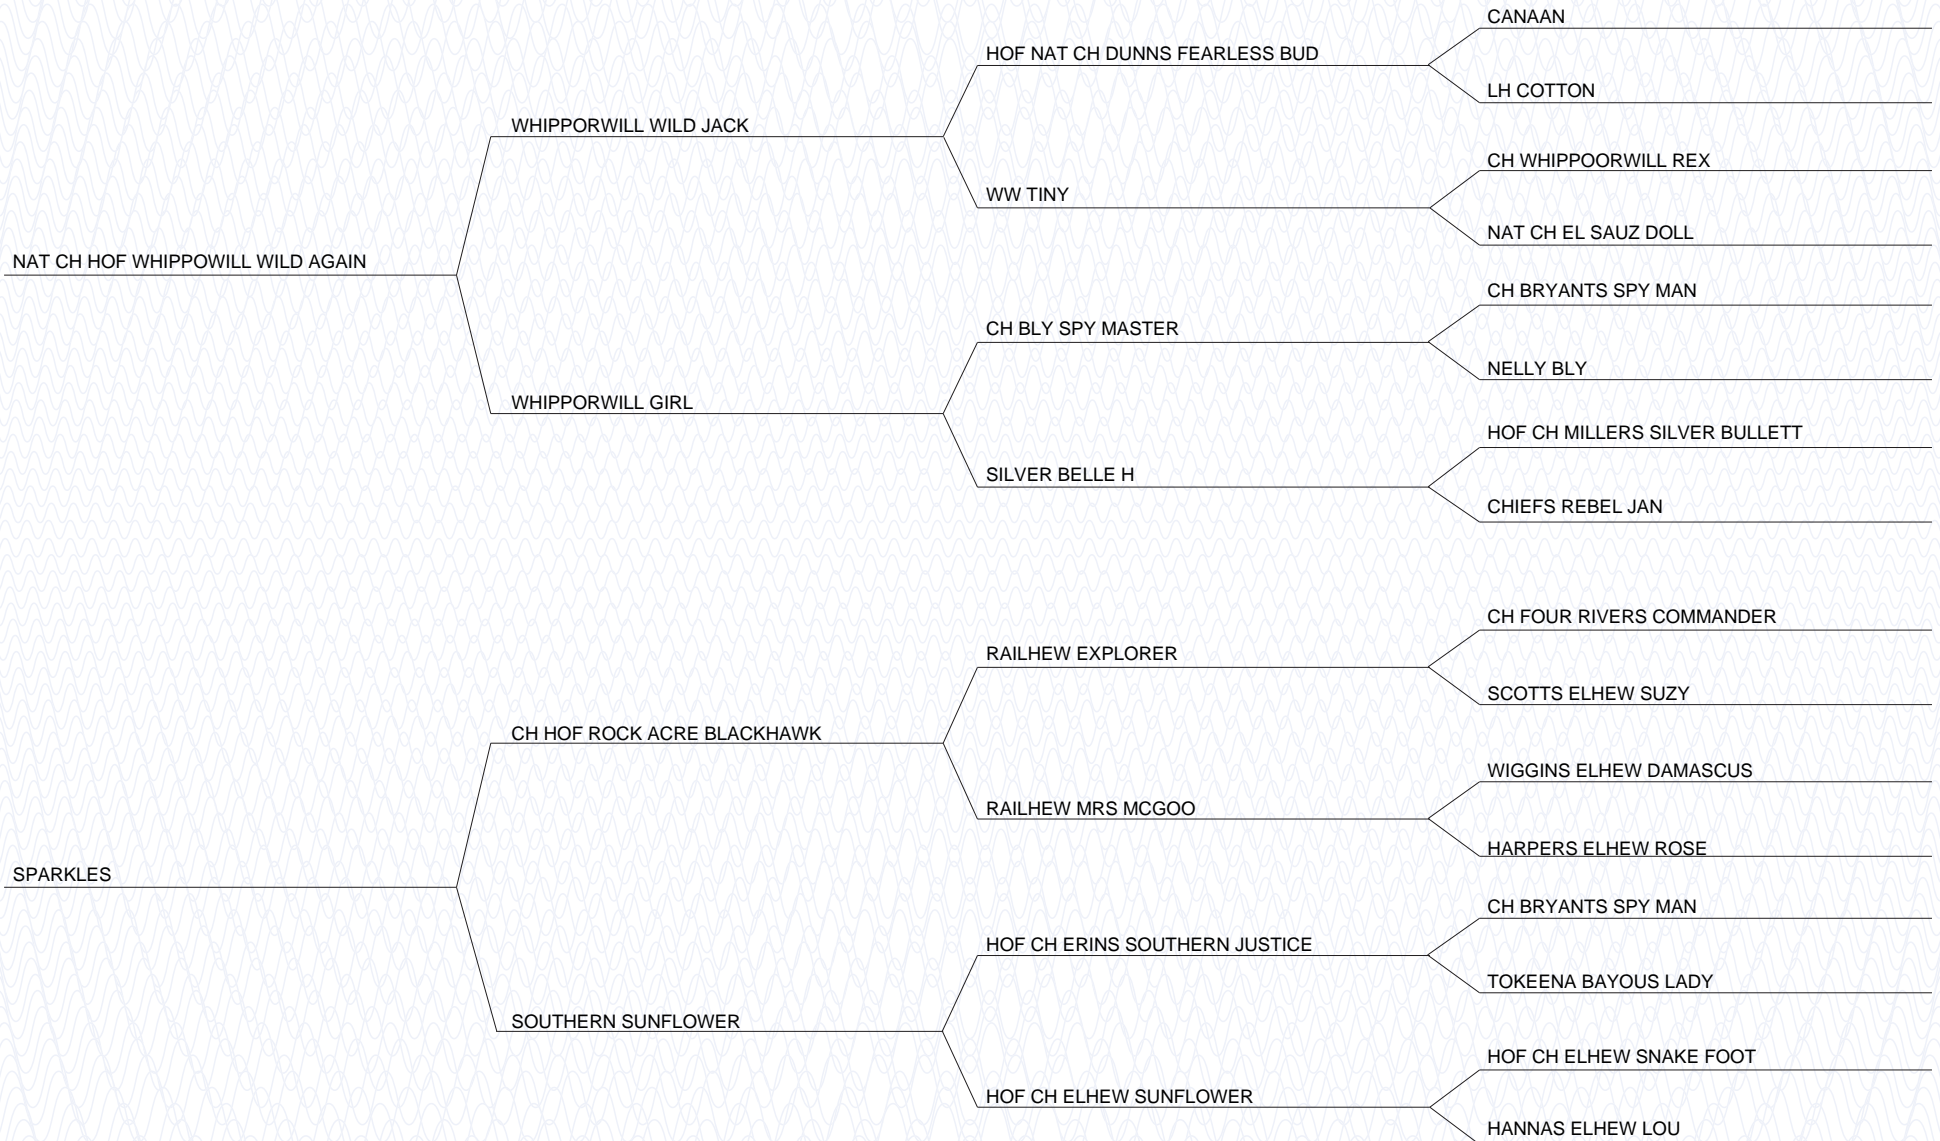 CANAAN
HOF NAT CH DUNNS FEARLESS BUD
LH COTTON
WHIPPORWILL WILD JACK
CH WHIPPOORWILL REX
WW TINY
NAT CH EL SAUZ DOLL
NAT CH HOF WHIPPOWILL WILD AGAIN
CH BRYANTS SPY MAN
CH BLY SPY MASTER
NELLY BLY
WHIPPORWILL GIRL
HOF CH MILLERS SILVER BULLETT
SILVER BELLE H
CHIEFS REBEL JAN
CH FOUR RIVERS COMMANDER
RAILHEW EXPLORER
SCOTTS ELHEW SUZY
CH HOF ROCK ACRE BLACKHAWK
WIGGINS ELHEW DAMASCUS
RAILHEW MRS MCGOO
HARPERS ELHEW ROSE
SPARKLES
CH BRYANTS SPY MAN
HOF CH ERINS SOUTHERN JUSTICE
TOKEENA BAYOUS LADY
SOUTHERN SUNFLOWER
HOF CH ELHEW SNAKE FOOT
HOF CH ELHEW SUNFLOWER
HANNAS ELHEW LOU